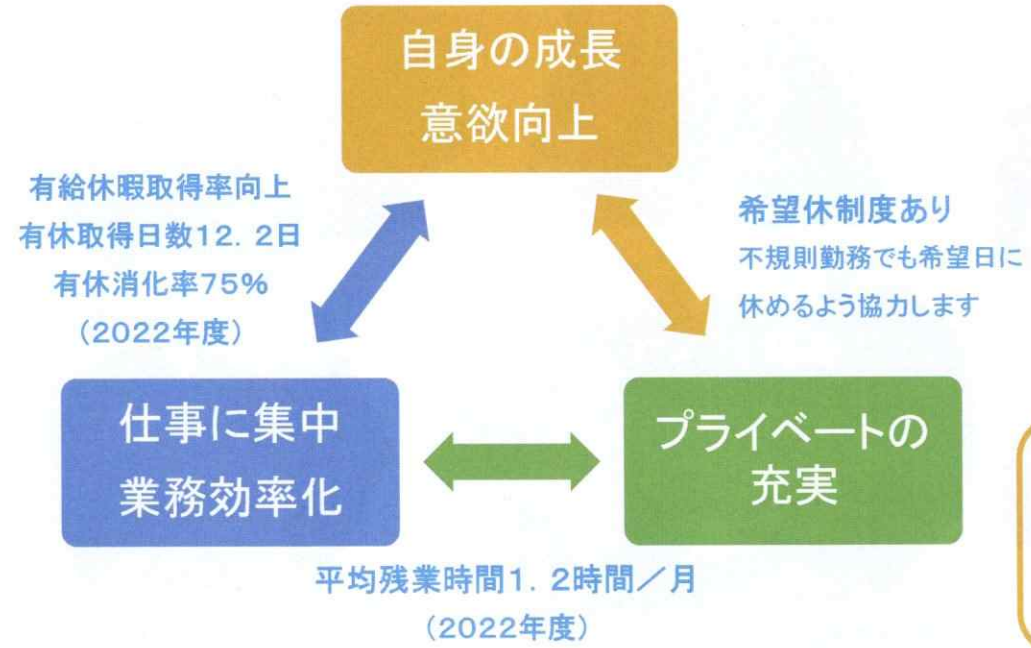 自身の成長
意欲向上
有給休暇取得率向上
有休取得日数12. 2日
有休消化率75%
(2022年度)
希望休制度あり
不規則勤務でも希望日に
休めるよう協力します
仕事に集中
業務効率化
プライベートの
充実
平均残業時間1. 2時間／月
(2022年度)